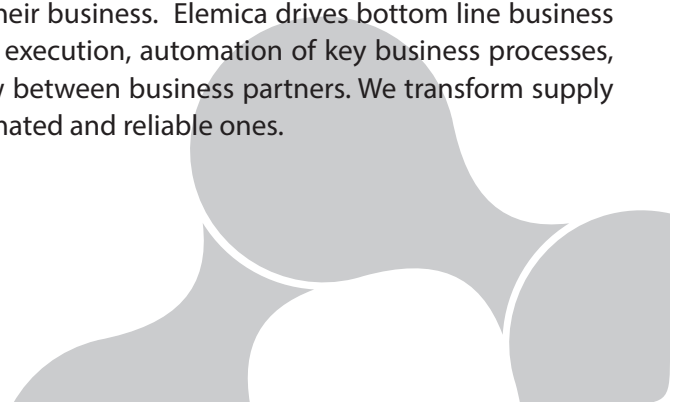 heir business. Elemica drives bottom line business
execution, automation of key business processes,
between business partners. We transform supply
nated and reliable ones.